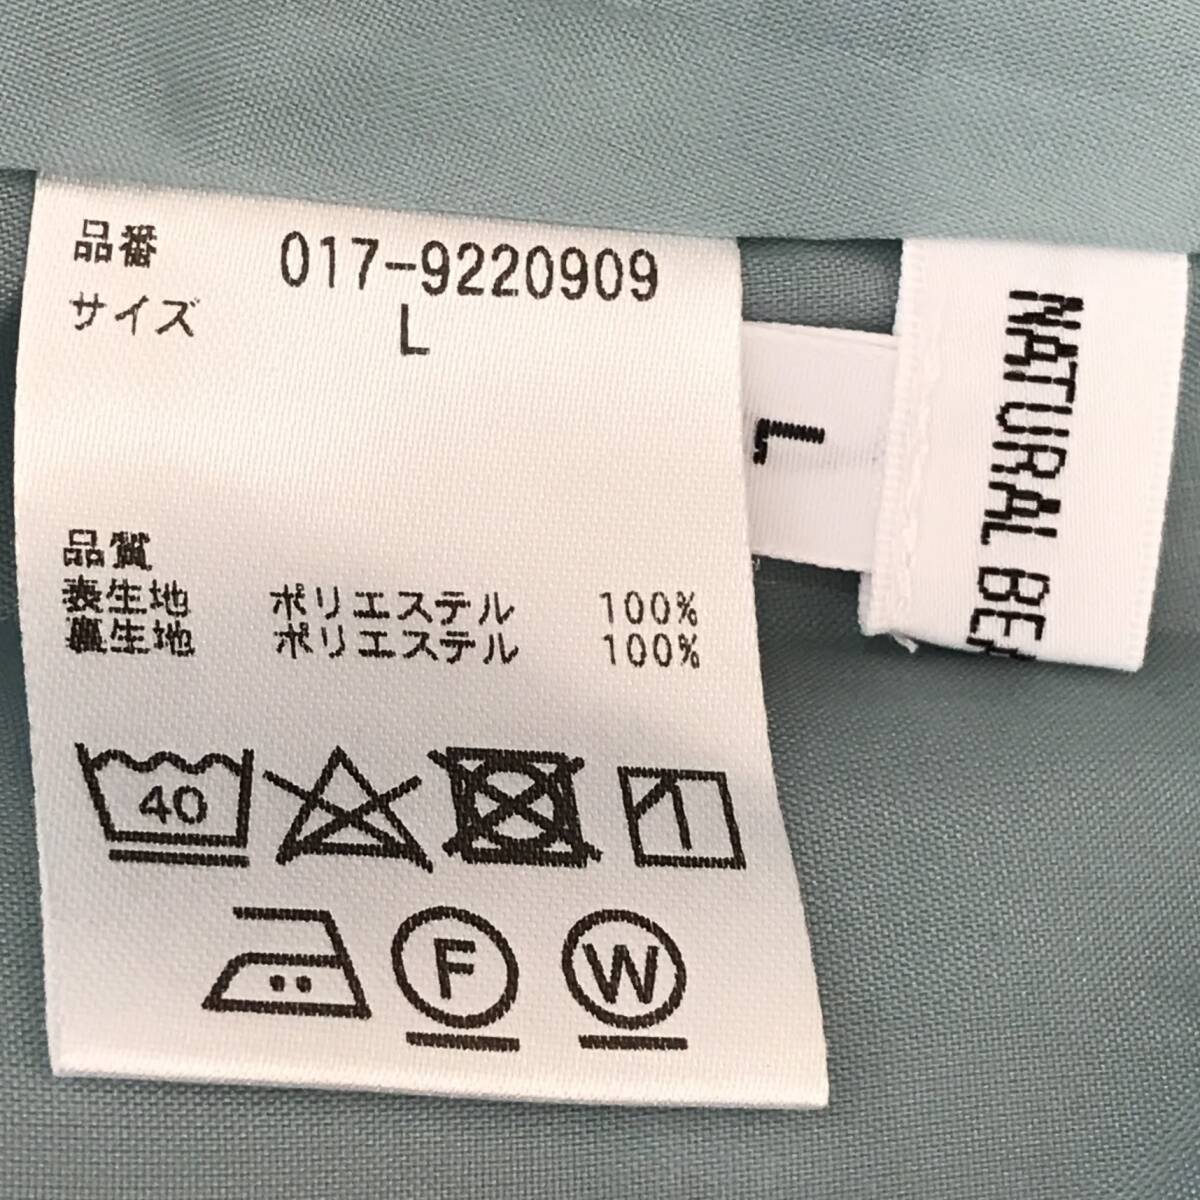 品番 017-9220909
サイズ L
品質
表生地 ポリエステル 100%
裏生地 ポリエステル 100%
40
F
W
L
NATURAL